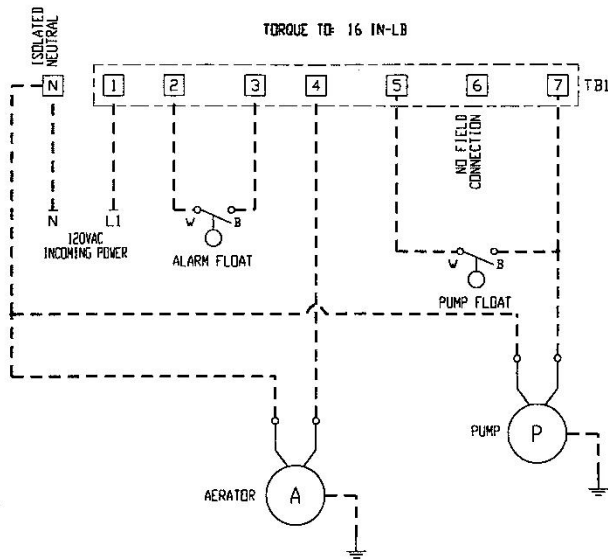 ISOLATED
NEUTRAL
TORQUE TO: 16 IN-LB
N 1 2 3 4 5 6 7 TB1
NO FIELD
CONNECTION
N L1
120VAC
INCOMING POWER
W B
ALARM FLOAT
W B
PUMP FLOAT
PUMP P
AERATOR A